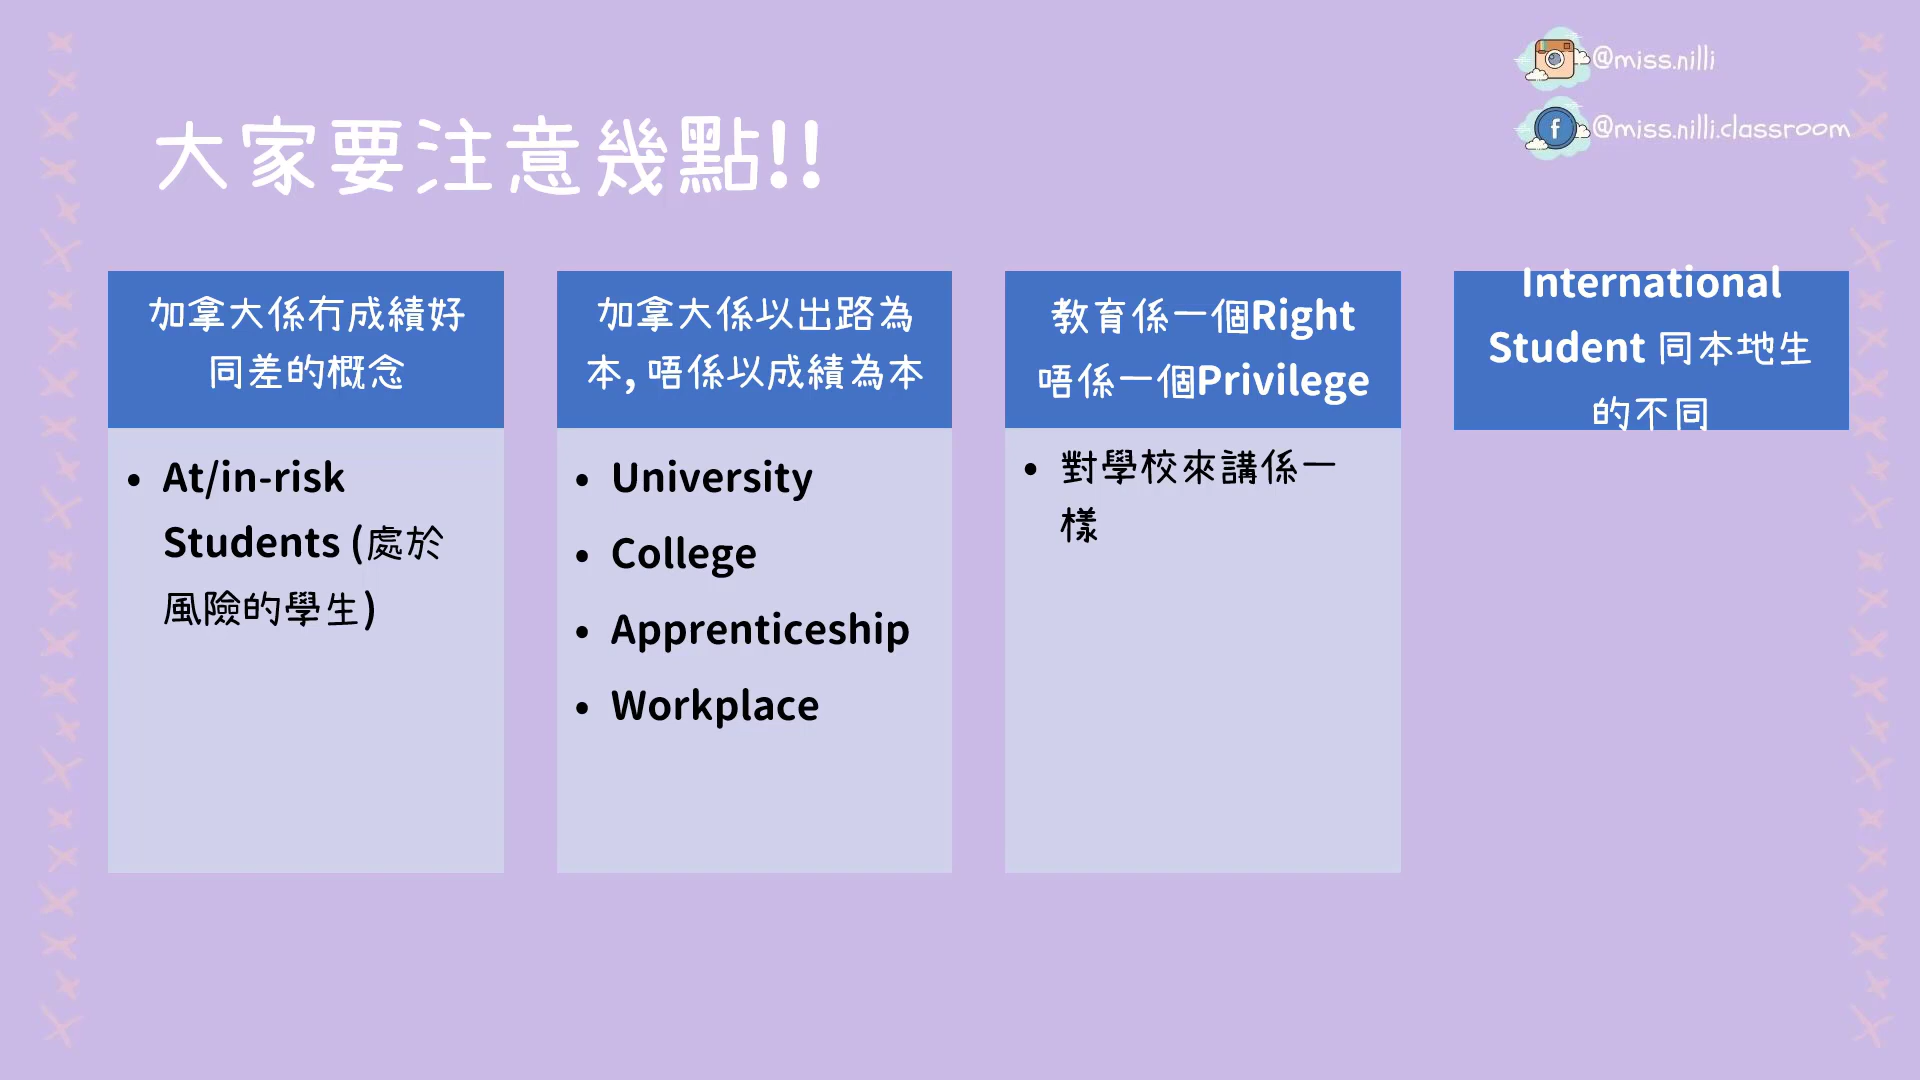 @miss.nilli
@miss.nilli.classroom
大家要注意幾點!!
加拿大係冇成績好
同差的概念
At/in-risk
Students (處於
風險的學生)
加拿大係以出路為
本, 唔係以成績為本
University
College
Apprenticeship
Workplace
教育係一個Right
唔係一個Privilege
對學校來講係一
樣
International
Student 同本地生
的不同